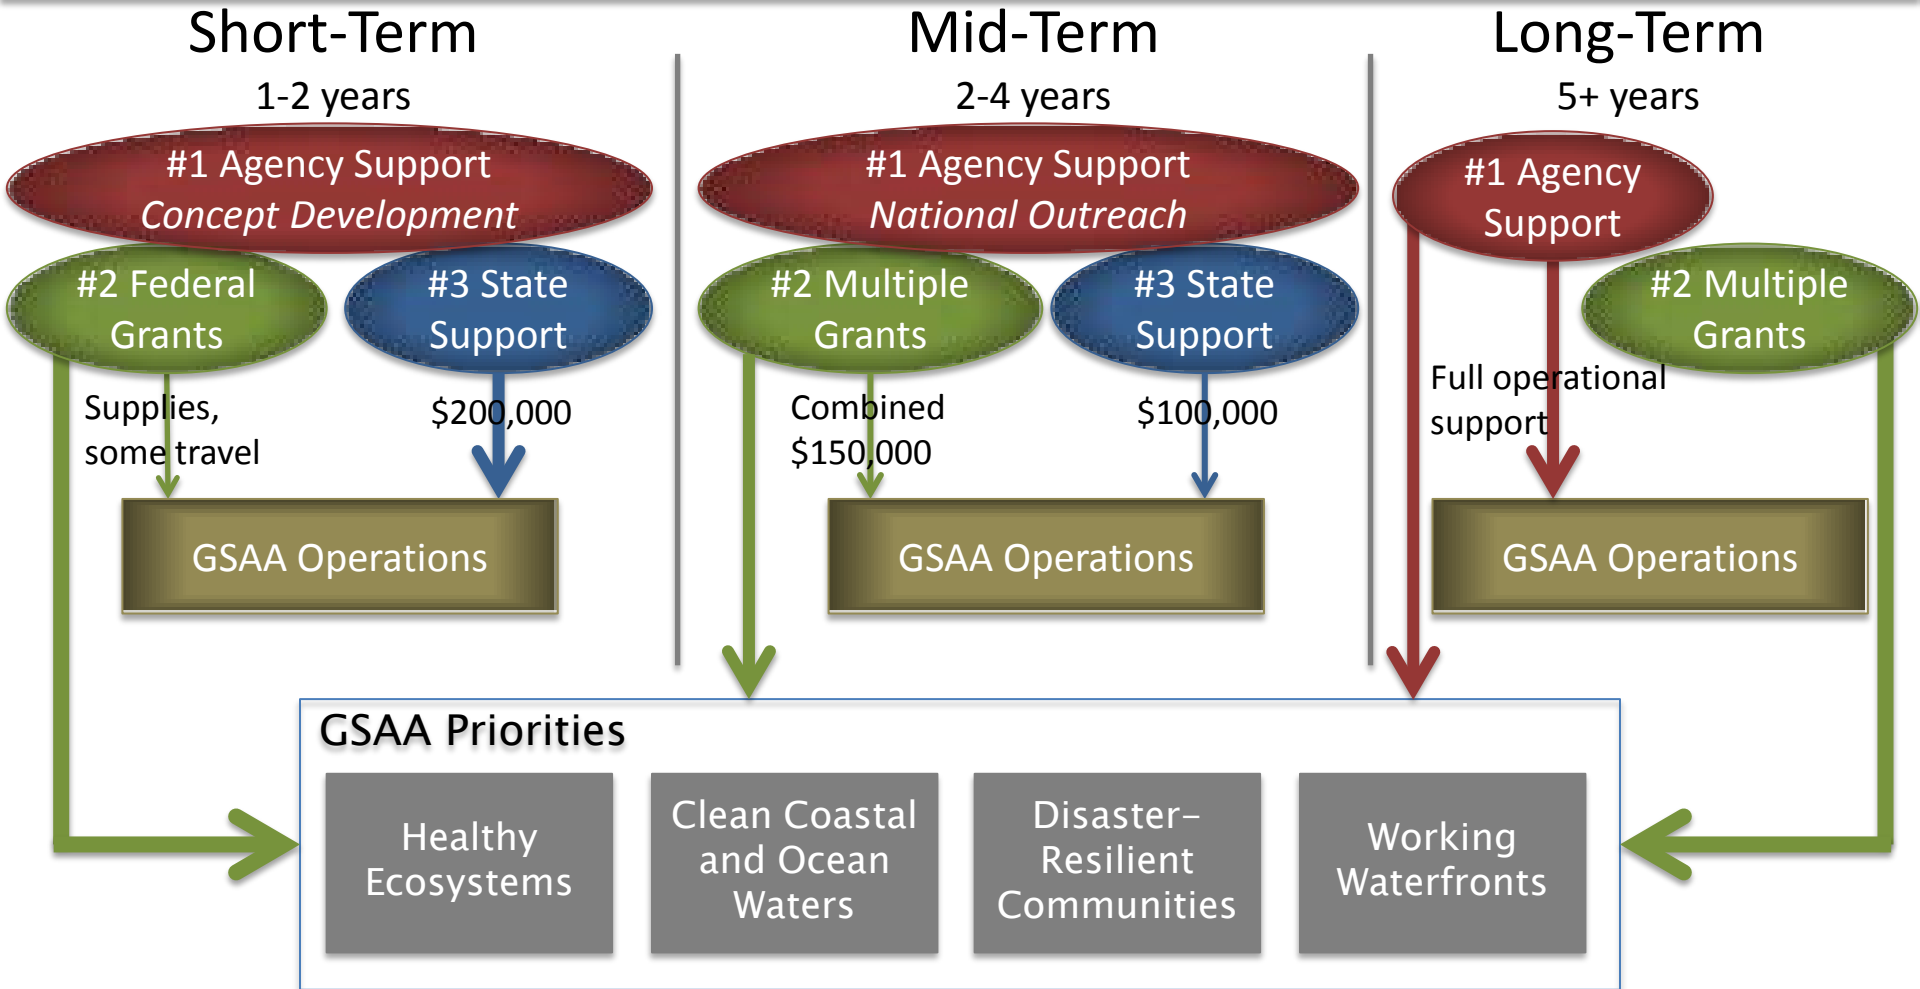 Short-Term
1-2 years
#1 Agency Support
Concept Development
#2 Federal
Grants
#3 State
Support
Supplies,
some travel
$200,000
GSAA Operations
Mid-Term
2-4 years
#1 Agency Support
National Outreach
#2 Multiple
Grants
#3 State
Support
Combined
$150,000
$100,000
GSAA Operations
Long-Term
5+ years
#1 Agency
Support
#2 Multiple
Grants
Full operational
support
GSAA Operations
GSAA Priorities
Healthy
Ecosystems
Clean Coastal
and Ocean
Waters
Disaster-
Resilient
Communities
Working
Waterfronts